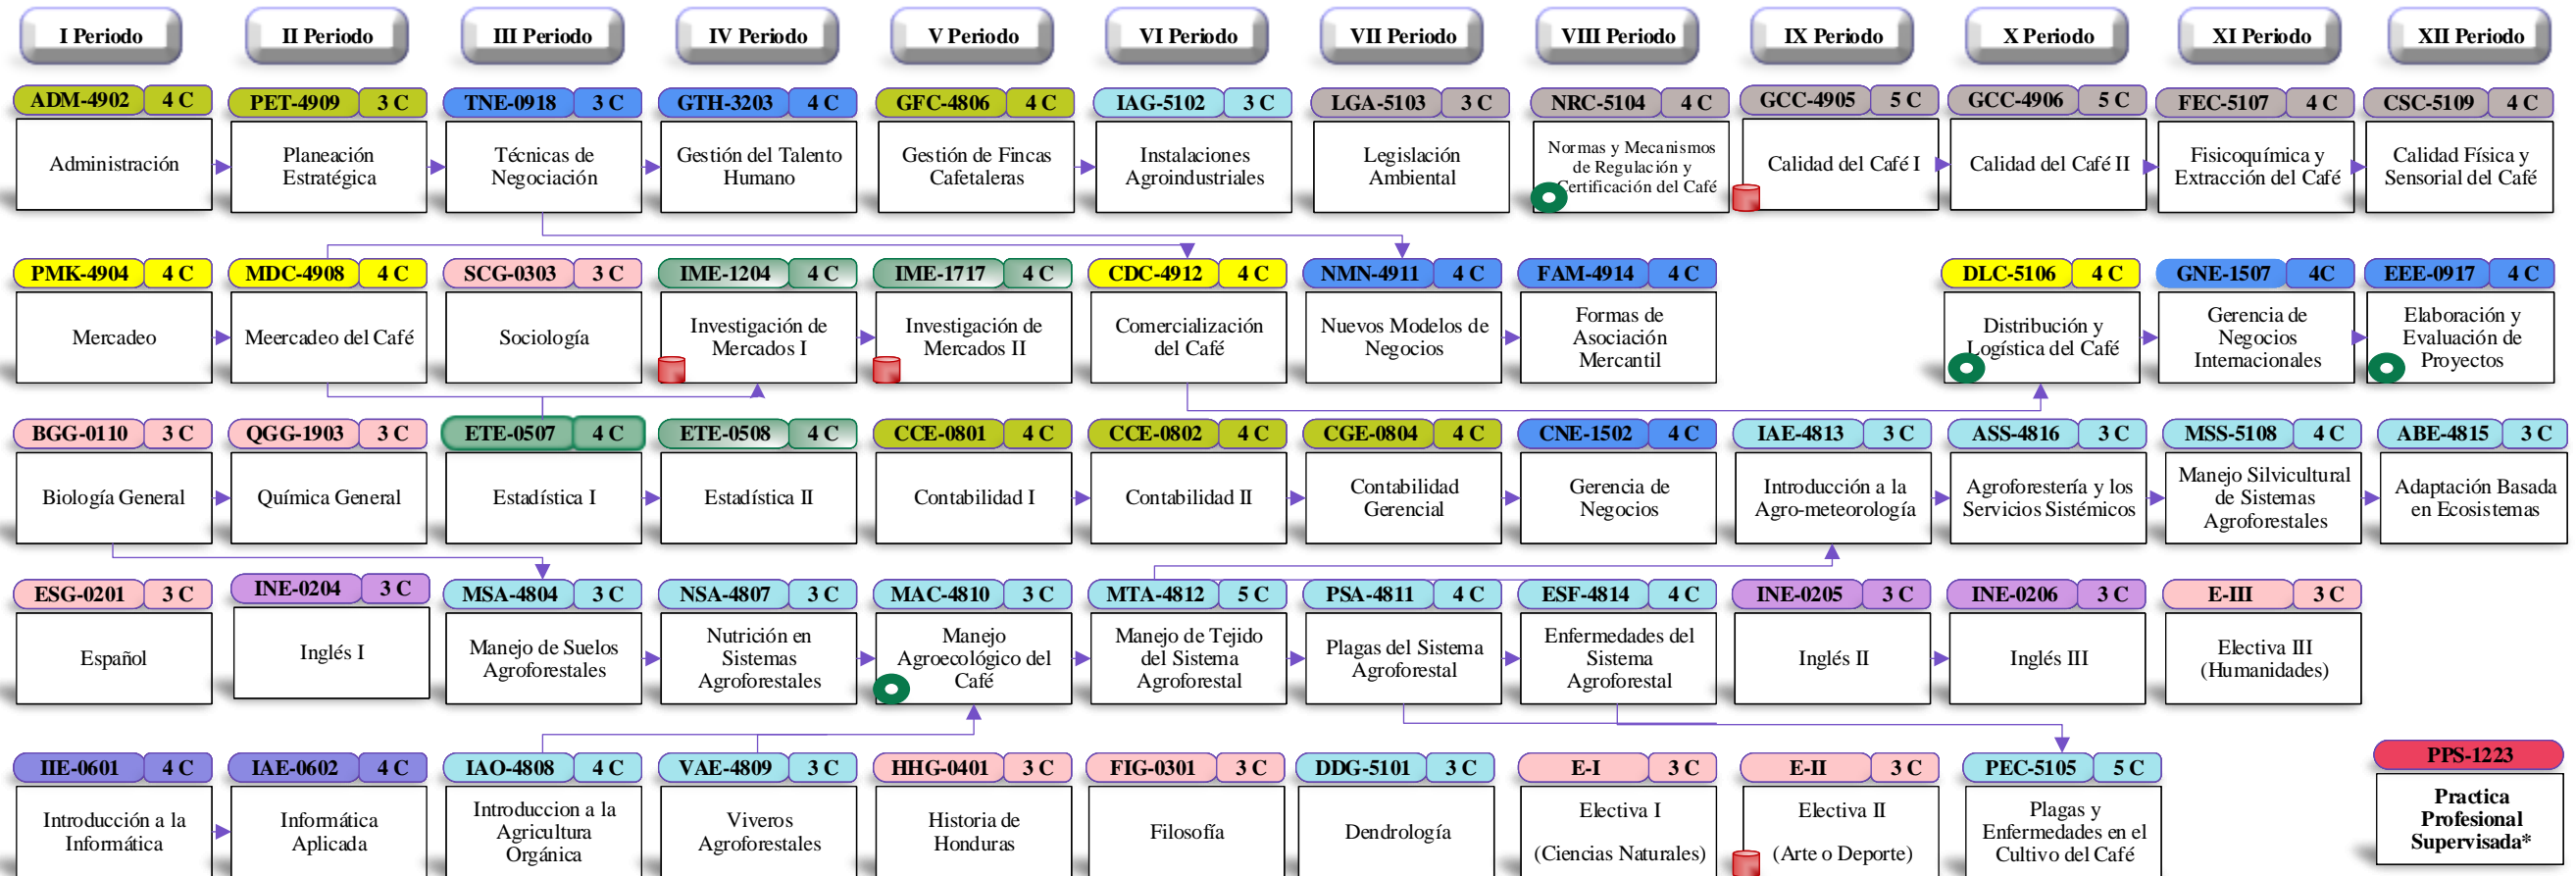 I Periodo
II Periodo
III Periodo
IV Periodo
V Periodo
VI Periodo
VII Periodo
VIII Periodo
IX Periodo
X Periodo
XI Periodo
XII Periodo
ADM-4902 4 C
Administración
PET-4909 3 C
Planeación
Estratégica
TNE-0918 3 C
Técnicas de
Negociación
GTH-3203 4 C
Gestión del Talento
Humano
GFC-4806 4 C
Gestión de Fincas
Cafetaleras
IAG-5102 3 C
Instalaciones
Agroindustriales
LGA-5103 3 C
Legislación
Ambiental
NRC-5104 4 C
Normas y Mecanismos
de Regulación y
Certificación del Café
GCC-4905 5 C
Calidad del Café I
GCC-4906 5 C
Calidad del Café II
FEC-5107 4 C
Fisicoquímica y
Extracción del Café
CSC-5109 4 C
Calidad Física y
Sensorial del Café
PMK-4904 4 C
Mercadeo
MDC-4908 4 C
Meercadeo del Café
SCG-0303 3 C
Sociología
IME-1204 4 C
Investigación de
Mercados I
IME-1717 4 C
Investigación de
Mercados II
CDC-4912 4 C
Comercialización
del Café
NMN-4911 4 C
Nuevos Modelos de
Negocios
FAM-4914 4 C
Formas de
Asociación
Mercantil
DLC-5106 4 C
Distribución y
Logística del Café
GNE-1507 4C
Gerencia de
Negocios
Internacionales
EEE-0917 4 C
Elaboración y
Evaluación de
Proyectos
BGG-0110 3 C
Biología General
QGG-1903 3 C
Química General
ETE-0507 4 C
Estadística I
ETE-0508 4 C
Estadística II
CCE-0801 4 C
Contabilidad I
CCE-0802 4 C
Contabilidad II
CGE-0804 4 C
Contabilidad
Gerencial
CNE-1502 4 C
Gerencia de
Negocios
IAE-4813 3 C
Introducción a la
Agro-meteorología
ASS-4816 3 C
Agroforestería y los
Servicios Sistémicos
MSS-5108 4 C
Manejo Silvicultural
de Sistemas
Agroforestales
ABE-4815 3 C
Adaptación Basada
en Ecosistemas
ESG-0201 3 C
Español
INE-0204 3 C
Inglés I
MSA-4804 3 C
Manejo de Suelos
Agroforestales
NSA-4807 3 C
Nutrición en
Sistemas
Agroforestales
MAC-4810 3 C
Manejo
Agroecológico del
Café
MTA-4812 5 C
Manejo de Tejido
del Sistema
Agroforestal
PSA-4811 4 C
Plagas del Sistema
Agroforestal
ESF-4814 4 C
Enfermedades del
Sistema
Agroforestal
INE-0205 3 C
Inglés II
INE-0206 3 C
Inglés III
E-III 3 C
Electiva III
(Humanidades)
IIE-0601 4 C
Introducción a la
Informática
IAE-0602 4 C
Informática
Aplicada
IAO-4808 4 C
Introduccion a la
Agricultura
Orgánica
VAE-4809 3 C
Viveros
Agroforestales
HHG-0401 3 C
Historia de
Honduras
FIG-0301 3 C
Filosofía
DDG-5101 3 C
Dendrología
E-I 3 C
Electiva I
(Ciencias Naturales)
E-II 3 C
Electiva II
(Arte o Deporte)
PEC-5105 5 C
Plagas y
Enfermedades en el
Cultivo del Café
PPS-1223
Practica
Profesional
Supervisada*